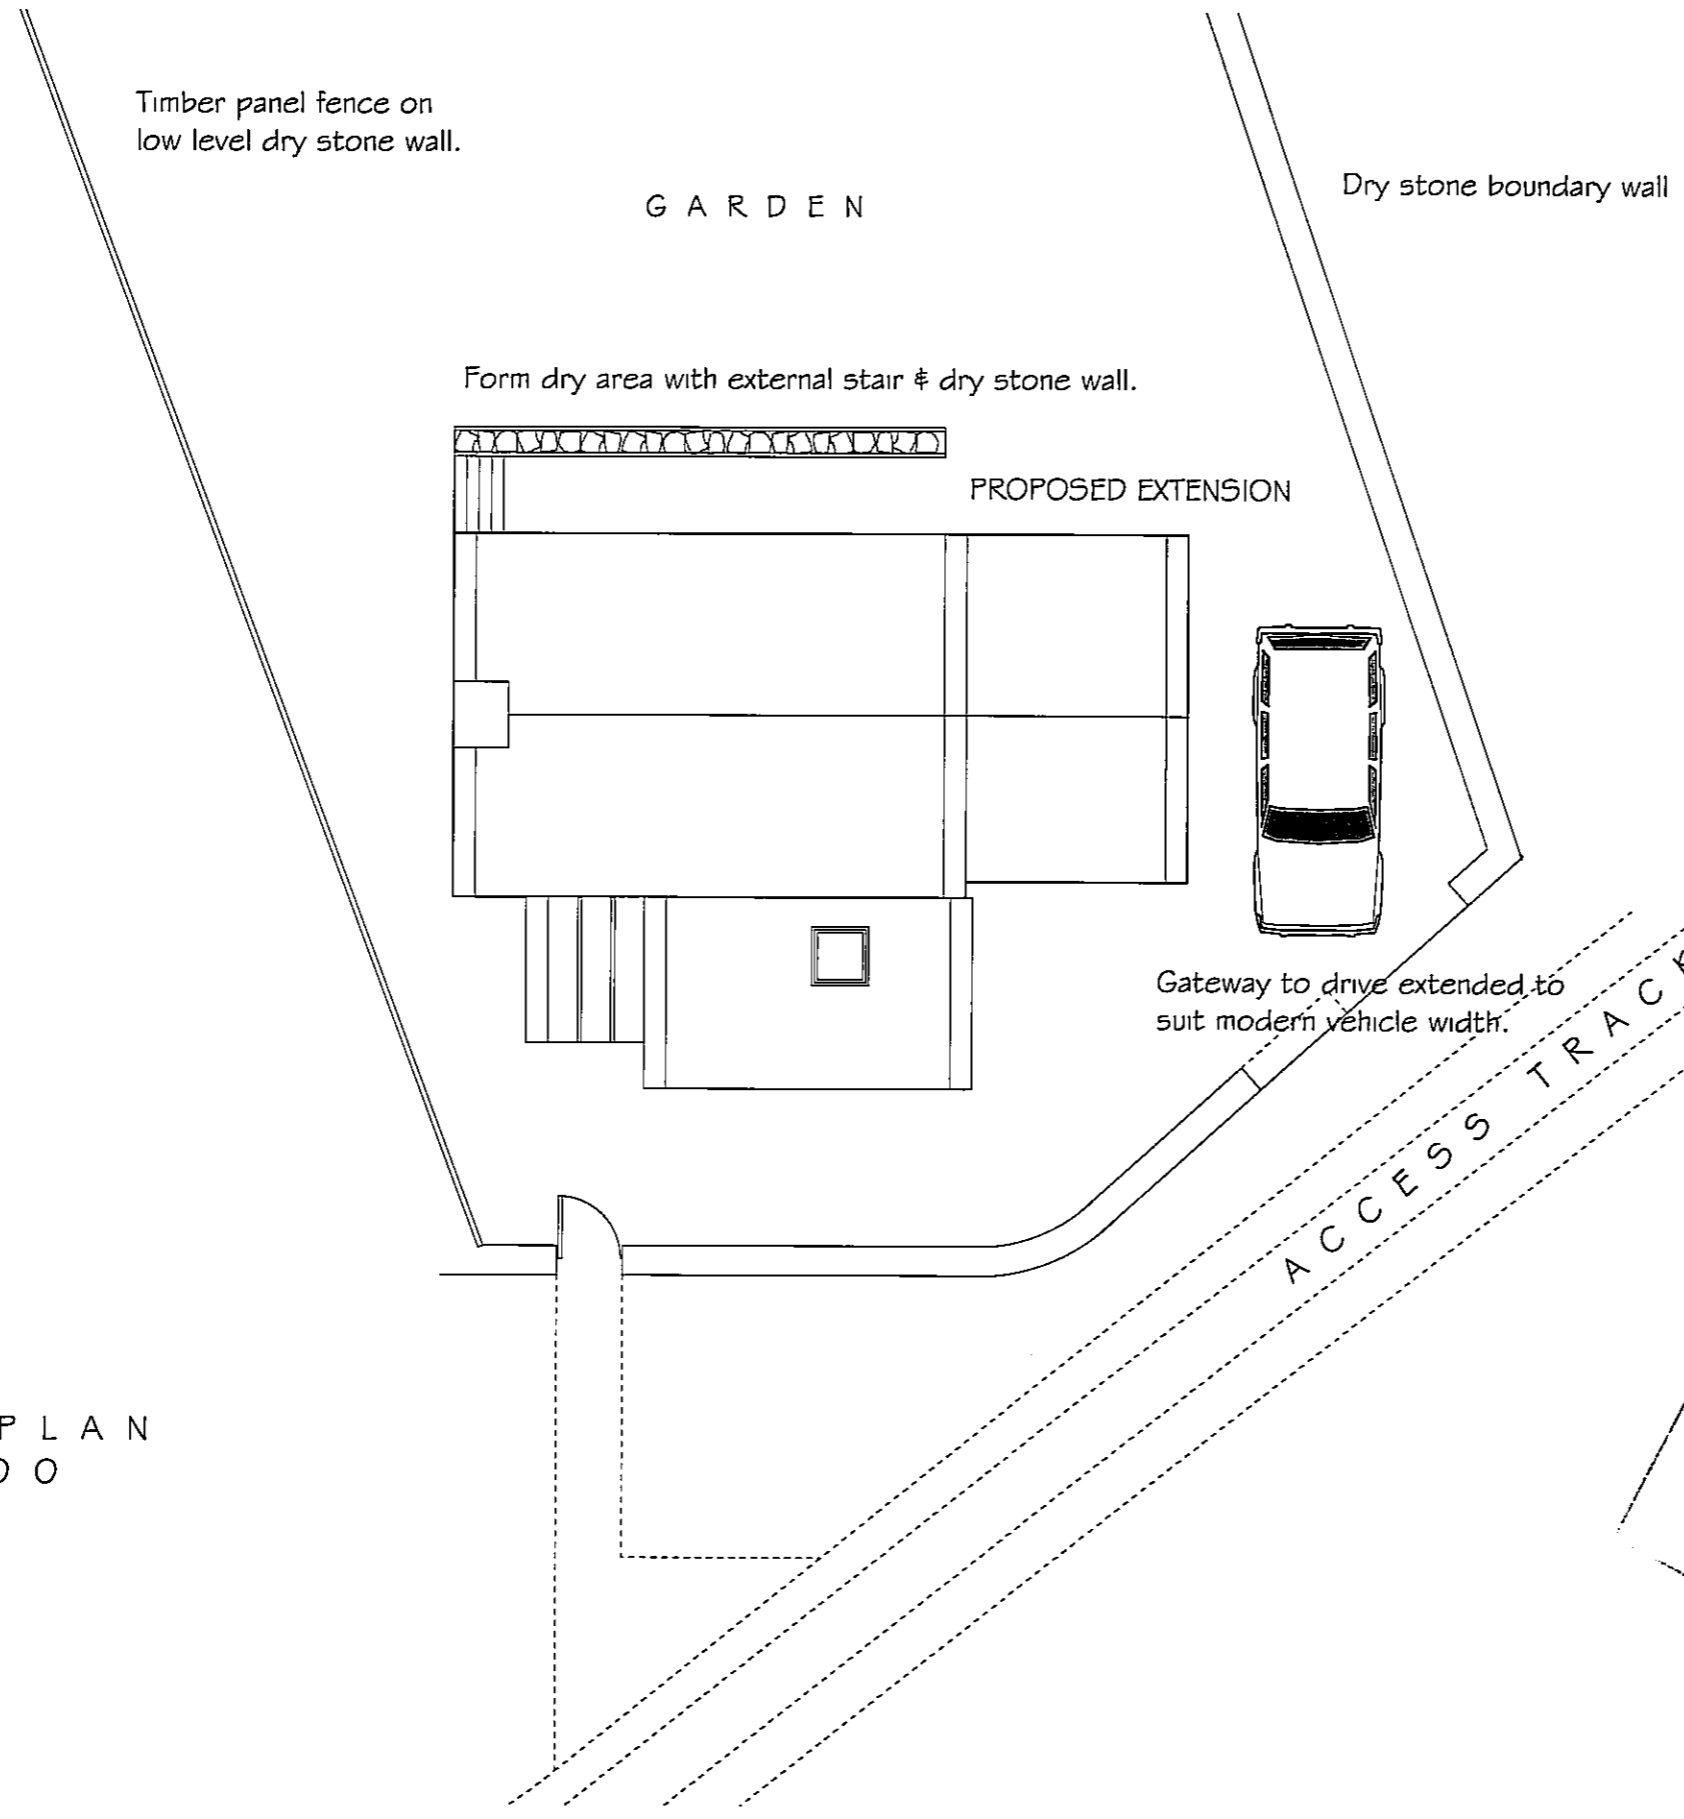 Timber panel fence on
low level dry stone wall.
GARDEN
Dry stone boundary wall
Form dry area with external stair & dry stone wall.
PROPOSED EXTENSION
Gateway to drive extended to
suit modern vehicle width.
ACCESS TRACK
PLAN